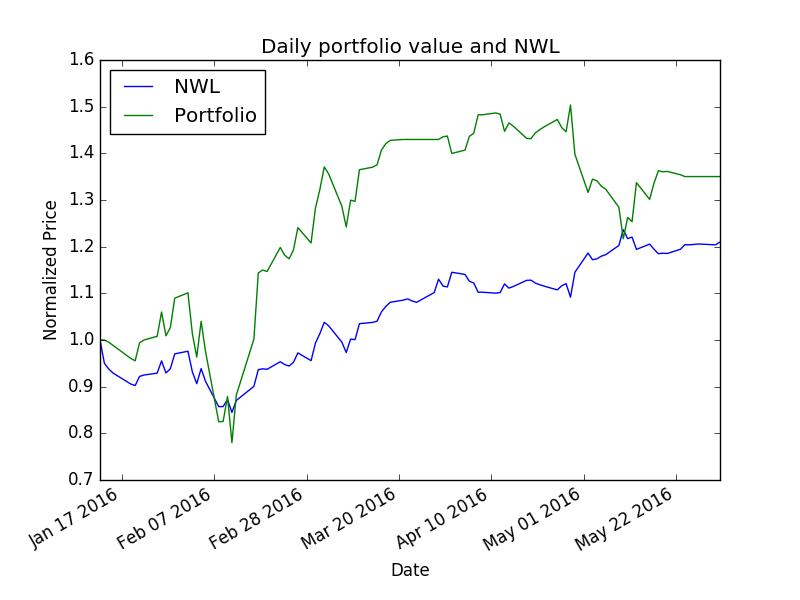 Daily portfolio value and NWL
1.6
1.5
1.4
1.3
1.2
1.1
1.0
0.9
0.8
0.7
Normalized Price
NWL
Portfolio
Jan 17 2016
Feb 07 2016
Feb 28 2016
Mar 20 2016
Apr 10 2016
May 01 2016
May 22 2016
Date